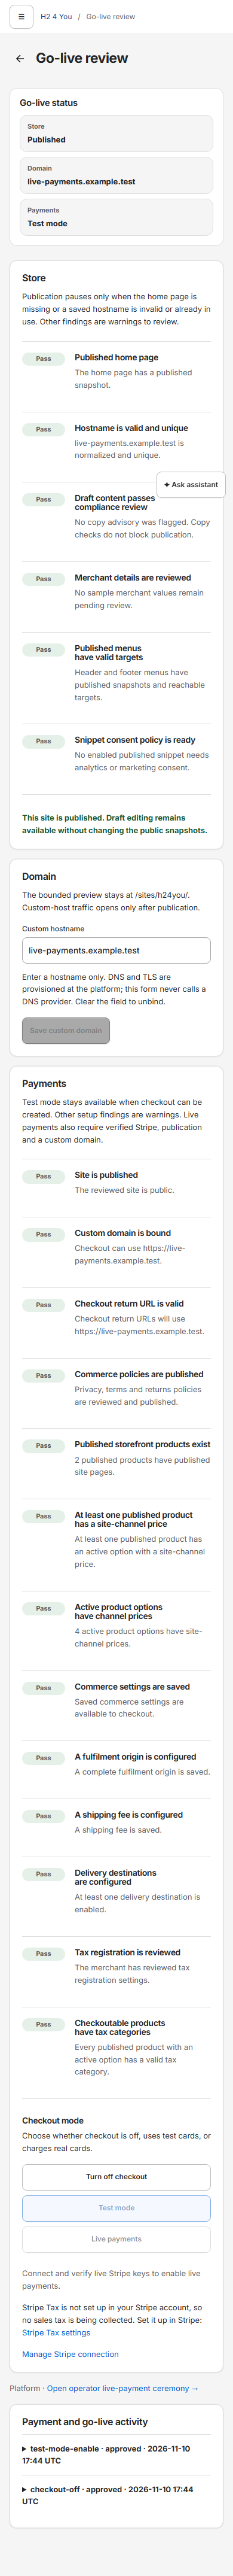 ☰ H2 4 You / Go-live review
← Go-live review
Go-live status
Store
Published
Domain
live-payments.example.test
Payments
Test mode
Store
Publication pauses only when the home page is
missing or a saved hostname is invalid or already in
use. Other findings are warnings to review.
Pass Published home page
The home page has a published
snapshot.
Pass Hostname is valid and unique
live-payments.example.test is
normalized and unique.
✦ Ask assistant
Pass Draft content passes
compliance review
No copy advisory was flagged. Copy
checks do not block publication.
Pass Merchant details are reviewed
No sample merchant values remain
pending review.
Pass Published menus
have valid targets
Header and footer menus have
published snapshots and reachable
targets.
Pass Snippet consent policy is ready
No enabled published snippet needs
analytics or marketing consent.
This site is published. Draft editing remains
available without changing the public snapshots.
Domain
The bounded preview stays at /sites/h24you/.
Custom-host traffic opens only after publication.
Custom hostname
live-payments.example.test
Enter a hostname only. DNS and TLS are
provisioned at the platform; this form never calls a
DNS provider. Clear the field to unbind.
Save custom domain
Payments
Test mode stays available when checkout can be
created. Other setup findings are warnings. Live
payments also require verified Stripe, publication
and a custom domain.
Pass Site is published
The reviewed site is public.
Pass Custom domain is bound
Checkout can use https://live-
payments.example.test.
Pass Checkout return URL is valid
Checkout return URLs will use
https://live-payments.example.test.
Pass Commerce policies are published
Privacy, terms and returns policies
are reviewed and published.
Pass Published storefront products exist
2 published products have published
site pages.
Pass At least one published product
has a site-channel price
At least one published product has
an active option with a site-channel
price.
Pass Active product options
have channel prices
4 active product options have site-
channel prices.
Pass Commerce settings are saved
Saved commerce settings are
available to checkout.
Pass A fulfilment origin is configured
A complete fulfilment origin is saved.
Pass A shipping fee is configured
A shipping fee is saved.
Pass Delivery destinations
are configured
At least one delivery destination is
enabled.
Pass Tax registration is reviewed
The merchant has reviewed tax
registration settings.
Pass Checkoutable products
have tax categories
Every published product with an
active option has a valid tax
category.
Checkout mode
Choose whether checkout is off, uses test cards, or
charges real cards.
Turn off checkout
Test mode
Live payments
Connect and verify live Stripe keys to enable live
payments.
Stripe Tax is not set up in your Stripe account, so
no sales tax is being collected. Set it up in Stripe:
Stripe Tax settings
Manage Stripe connection
Platform · Open operator live-payment ceremony →
Payment and go-live activity
▶ test-mode-enable · approved · 2026-11-10
17:44 UTC
▶ checkout-off · approved · 2026-11-10 17:44
UTC